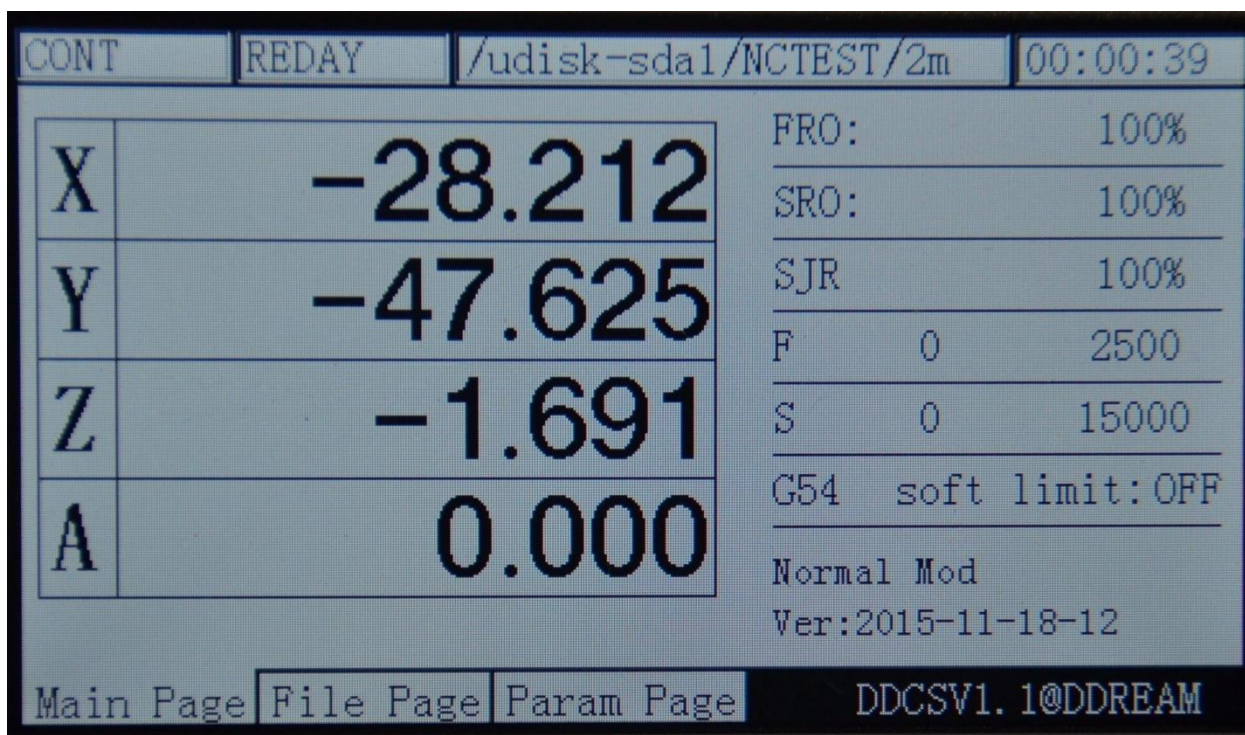 CONT REDAY /udisk-sda1/NCTEST/2m 00:00:39
X -28.212
Y -47.625
Z -1.691
A 0.000
FRO: 100%
SRO: 100%
SJR 100%
F 0 2500
S 0 15000
G54 soft limit:OFF
Normal Mod
Ver:2015-11-18-12
Main Page File Page Param Page DDCSV1.1@DDREAM